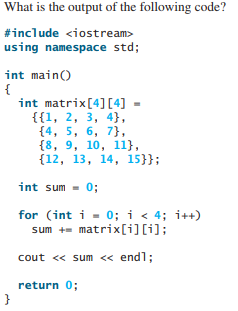 What is the output of the following code?
#include <iostream>
using namespace std;
int main()
{
int matrix[4][4] =
{{1, 2, 3, 4},
{4, 5, 6, 7},
{8, 9, 10, 11},
{12, 13, 14, 15}};
int sum = 0;
for (int i = 0; i < 4; i++)
sum += matrix[i][i];
cout << sum << endl;
return 0;
}